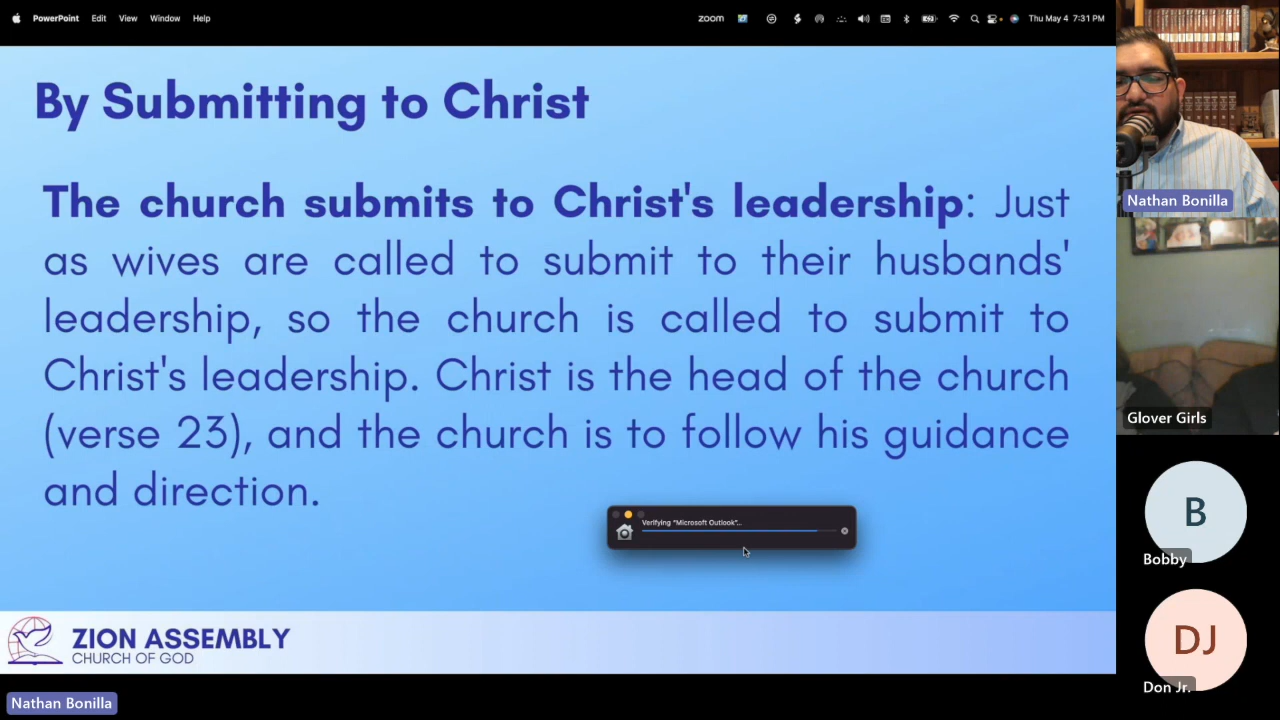 PowerPoint Edit View Window Help
zoom Thu May 4 7:31 PM
By Submitting to Christ
The church submits to Christ's leadership: Just
as wives are called to submit to their husbands'
leadership, so the church is called to submit to
Christ's leadership. Christ is the head of the church
(verse 23), and the church is to follow his guidance
and direction.
Verifying "Microsoft Outlook"...
ZION ASSEMBLY
CHURCH OF GOD
Nathan Bonilla
Nathan Bonilla
Glover Girls
B
Bobby
DJ
Don Jr.